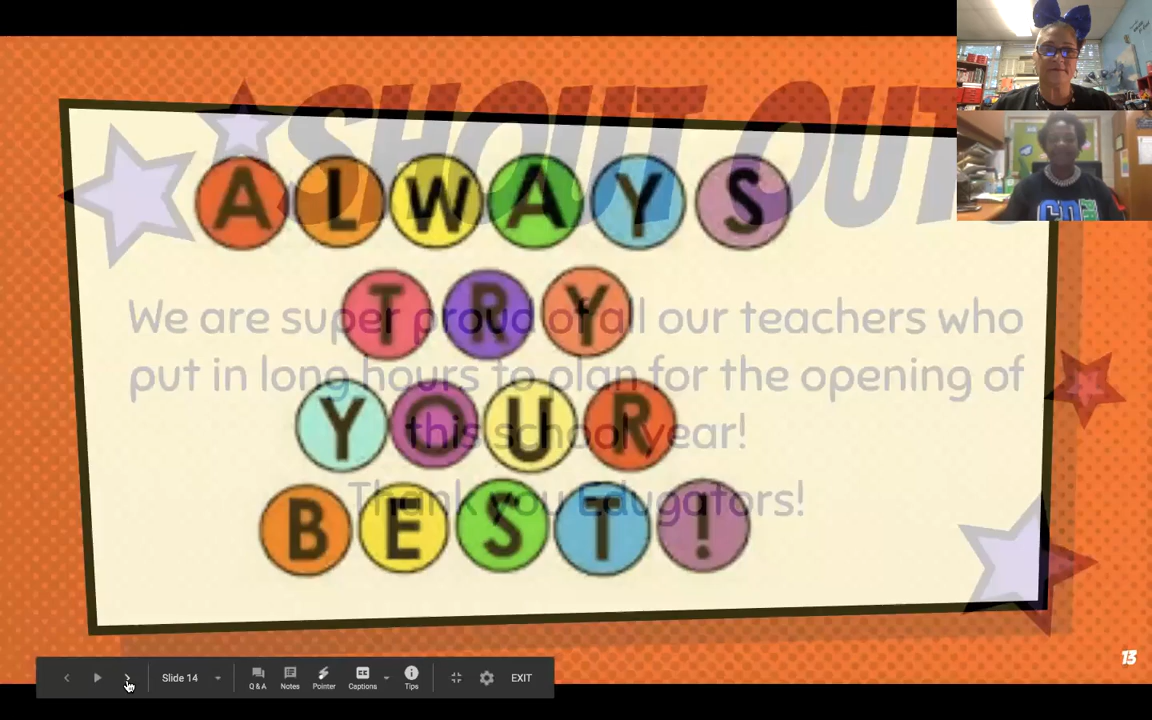 SHOUT OUT
ALWAYS
TRY
YOUR
BEST!
We are super proud of all our teachers who
put in long hours to plan for the opening of
this school year!
Thank you Edugators!
13
Slide 14
Q & A
Notes
Pointer
Captions
Tips
EXIT